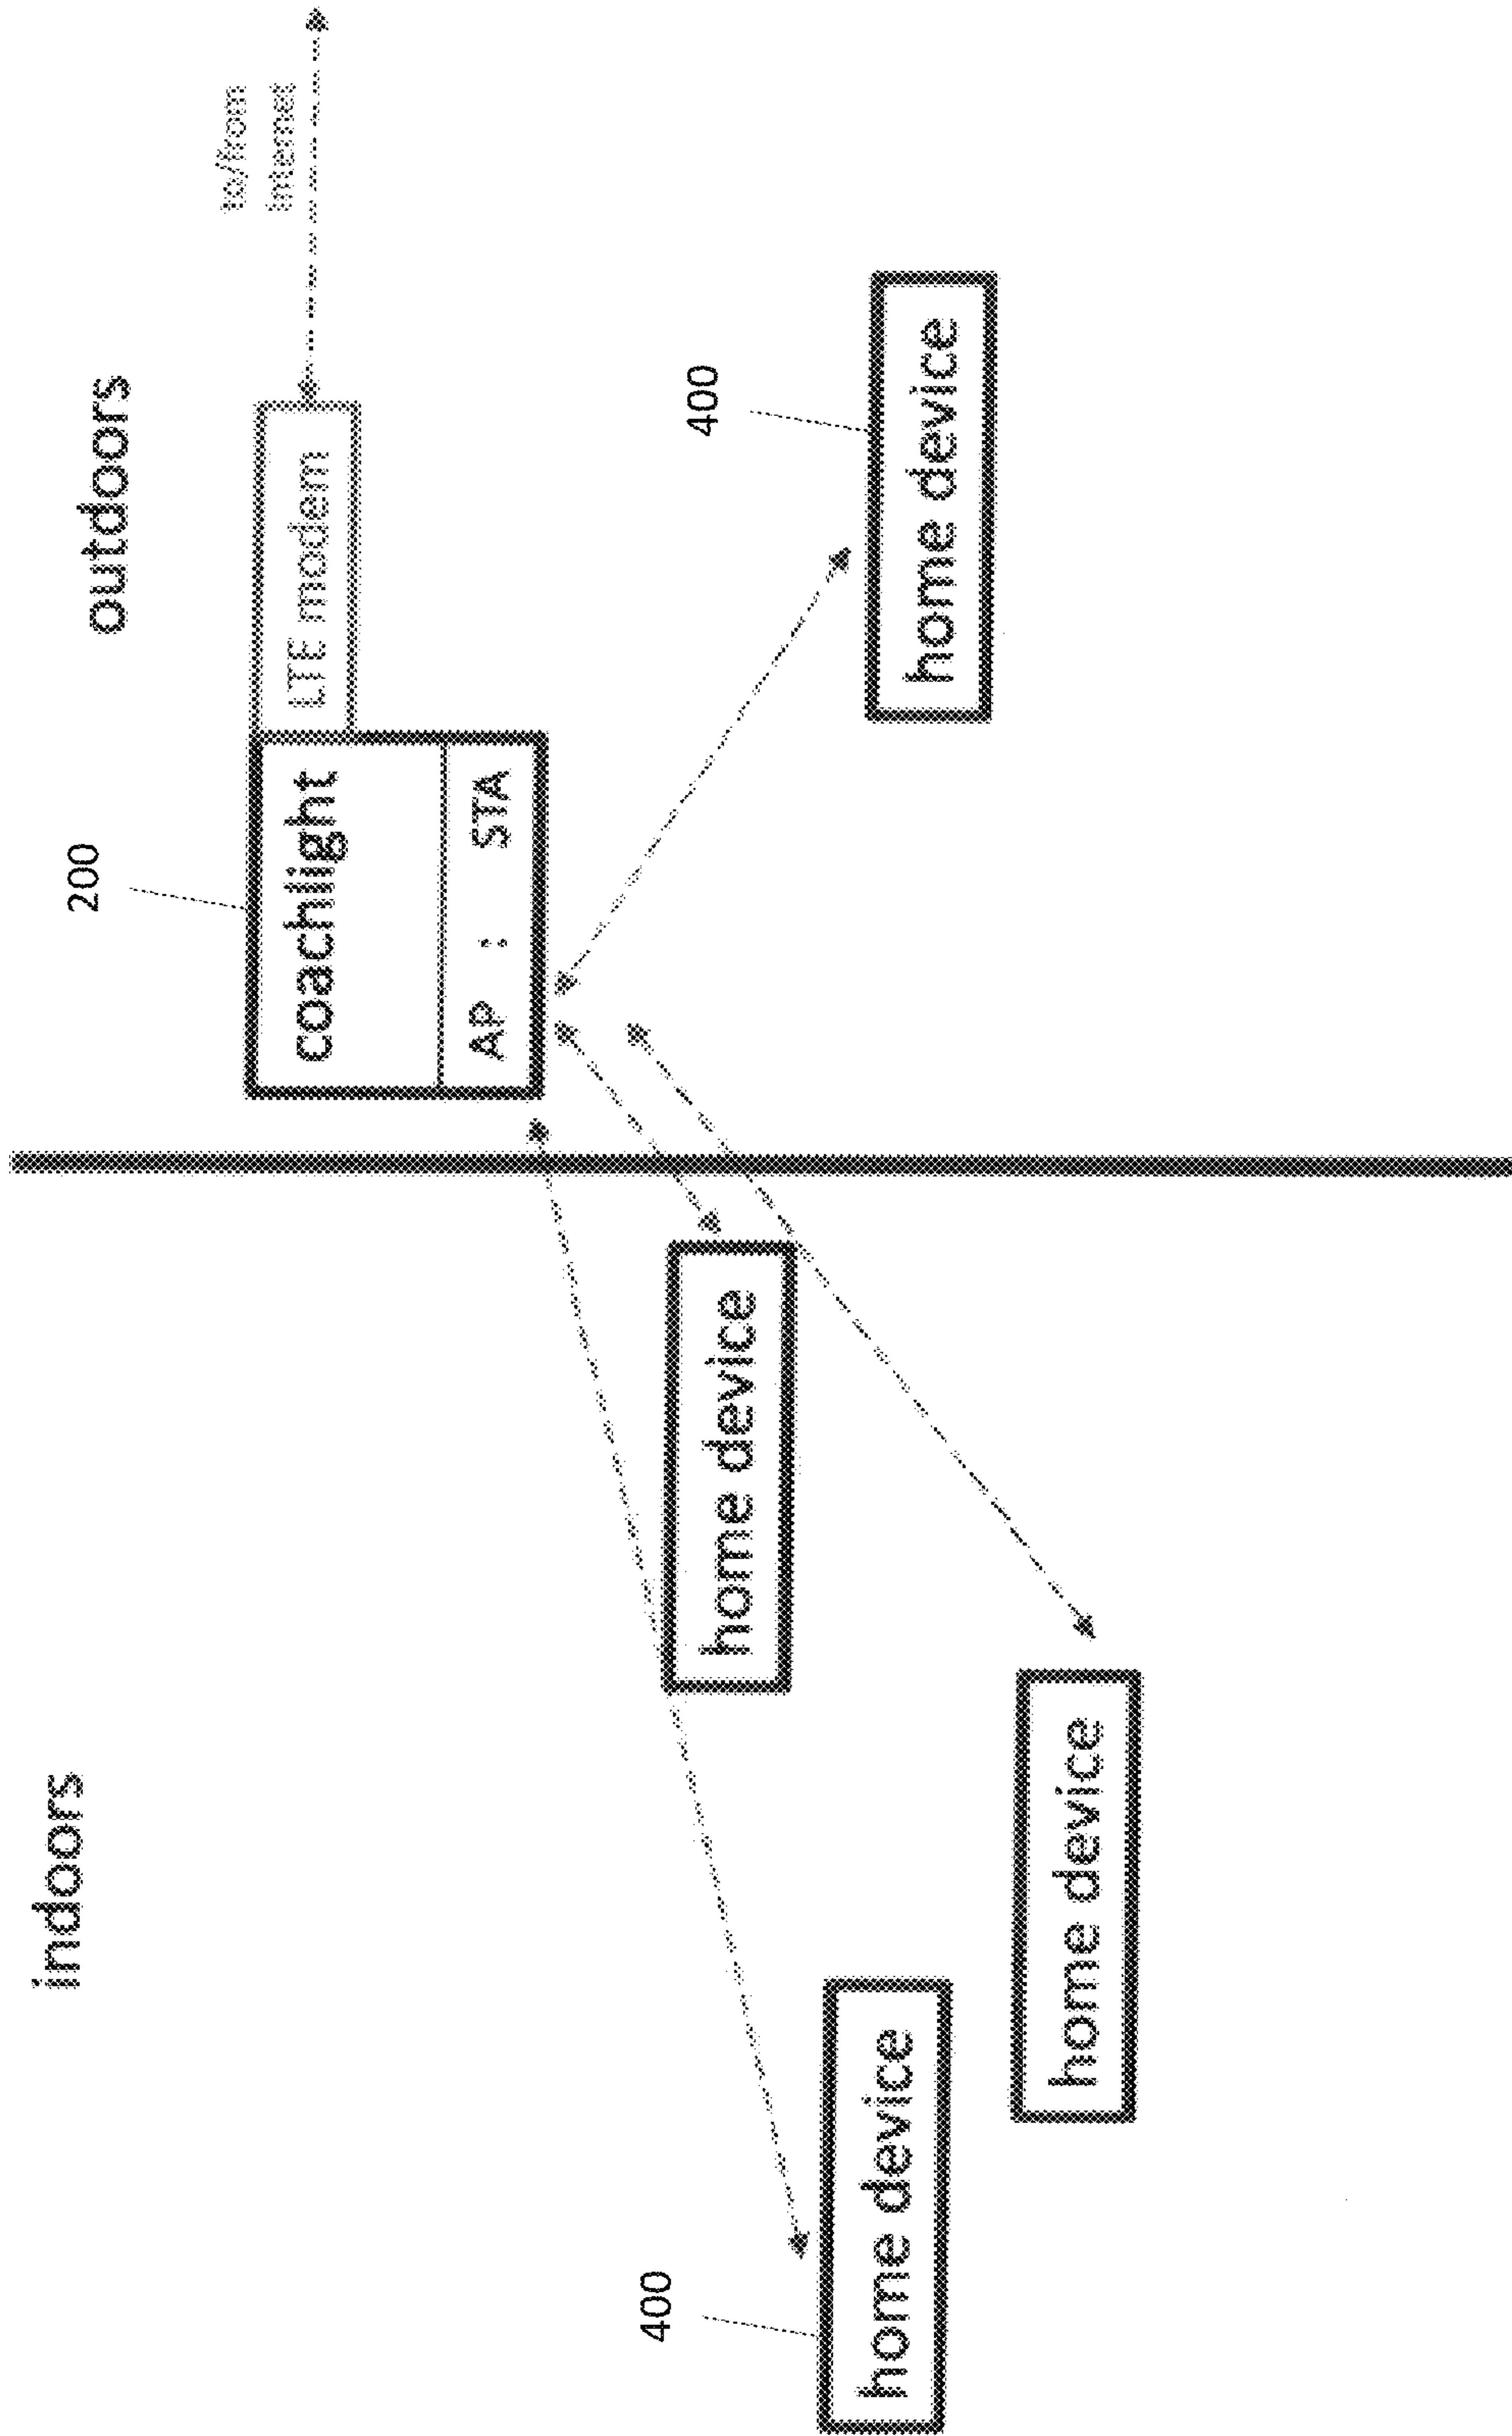 indoors
outdoors
200
coachlight
LTE modem
to/from
Internet
AP : STA
400
home device
home device
400
home device
home device